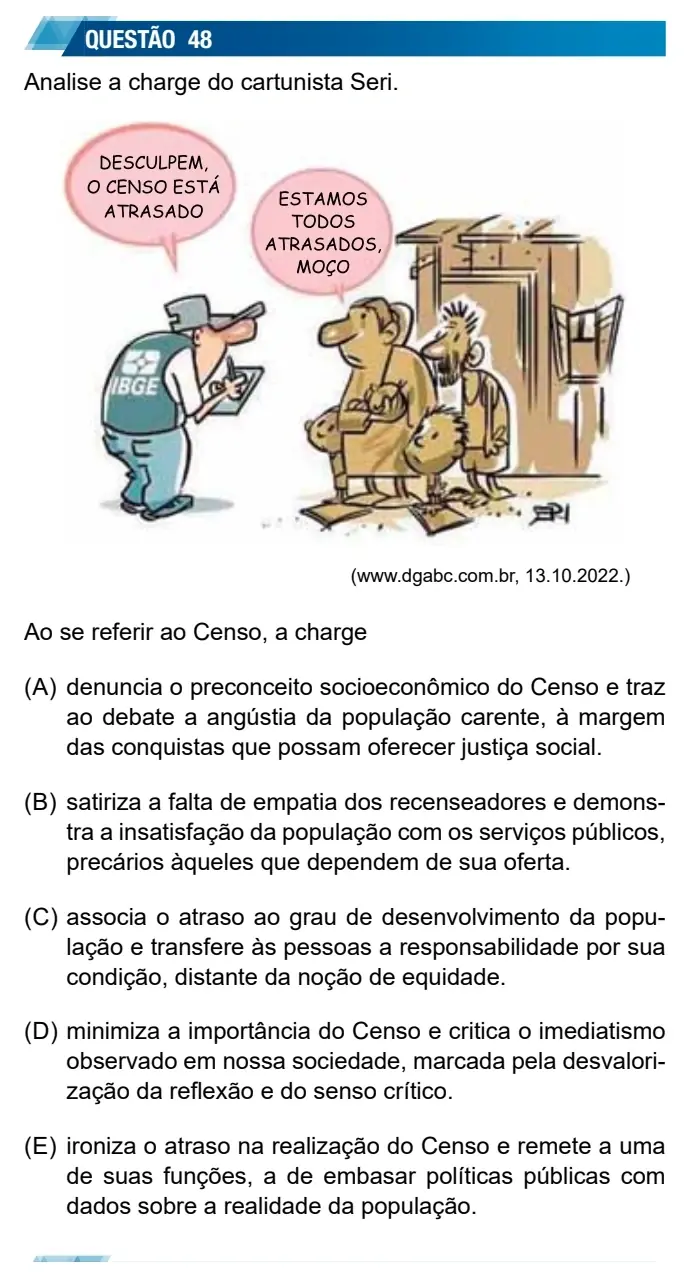 QUESTÃO 48
Analise a charge do cartunista Seri.
DESCULPEM,
O CENSO ESTÁ
ATRASADO
ESTAMOS
TODOS
ATRASADOS,
MOÇO
IBGE
SERI
(www.dgabc.com.br, 13.10.2022.)
Ao se referir ao Censo, a charge
(A) denuncia o preconceito socioeconômico do Censo e traz
ao debate a angústia da população carente, à margem
das conquistas que possam oferecer justiça social.
(B) satiriza a falta de empatia dos recenseadores e demons-
tra a insatisfação da população com os serviços públicos,
precários àqueles que dependem de sua oferta.
(C) associa o atraso ao grau de desenvolvimento da popu-
lação e transfere às pessoas a responsabilidade por sua
condição, distante da noção de equidade.
(D) minimiza a importância do Censo e critica o imediatismo
observado em nossa sociedade, marcada pela desvalori-
zação da reflexão e do senso crítico.
(E) ironiza o atraso na realização do Censo e remete a uma
de suas funções, a de embasar políticas públicas com
dados sobre a realidade da população.